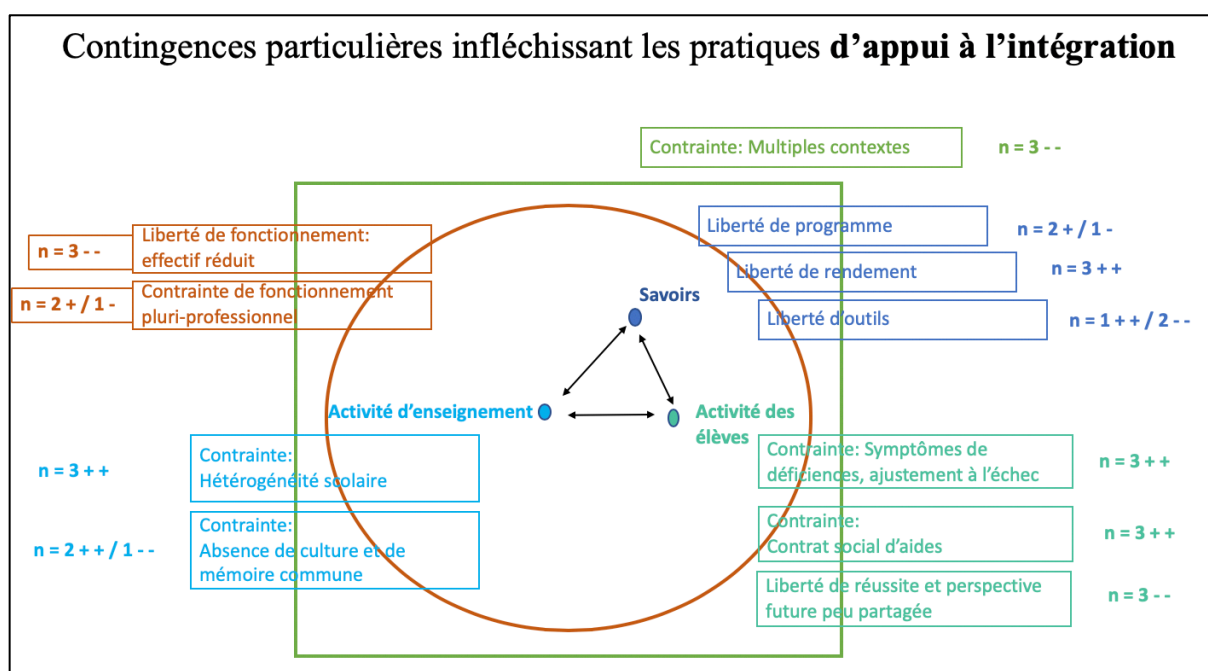 Contingences particulières infléchissant les pratiques d'appui à l'intégration
Contrainte: Multiples contextes
n = 3 - -
n = 3 - -
Liberté de fonctionnement:
effectif réduit
n = 2 + / 1 -
Contrainte de fonctionnement
pluri-professionnel
Liberté de programme
n = 2 + / 1 -
Liberté de rendement
n = 3 + +
Liberté d'outils
n = 1 + + / 2 - -
Savoirs
Activité d'enseignement
Activité des
élèves
n = 3 + +
Contrainte:
Hétérogénéité scolaire
n = 2 + + / 1 - -
Contrainte:
Absence de culture et de
mémoire commune
Contrainte: Symptômes de
déficiences, ajustement à l'échec
n = 3 + +
Contrainte:
Contrat social d'aides
n = 3 + +
Liberté de réussite et perspective
future peu partagée
n = 3 - -